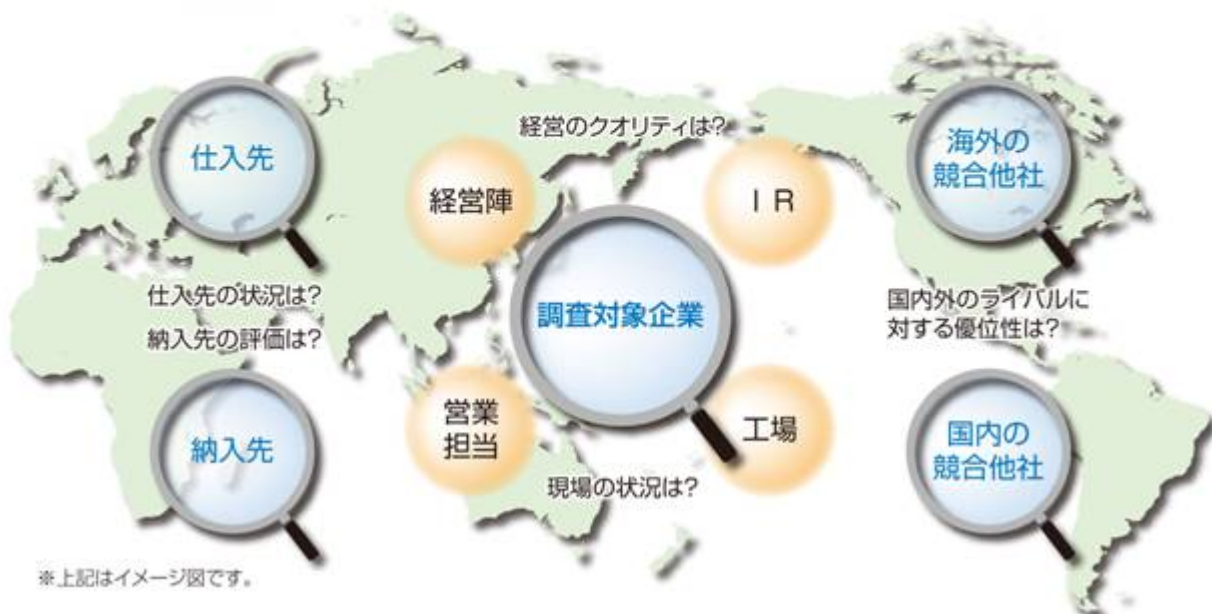 仕入先
経営のクオリティは?
海外の
競合他社
経営陣
IR
調査対象企業
仕入先の状況は?
納入先の評価は?
国内外のライバルに
対する優位性は?
納入先
営業
担当
工場
国内の
競合他社
現場の状況は?
※上記はイメージ図です。